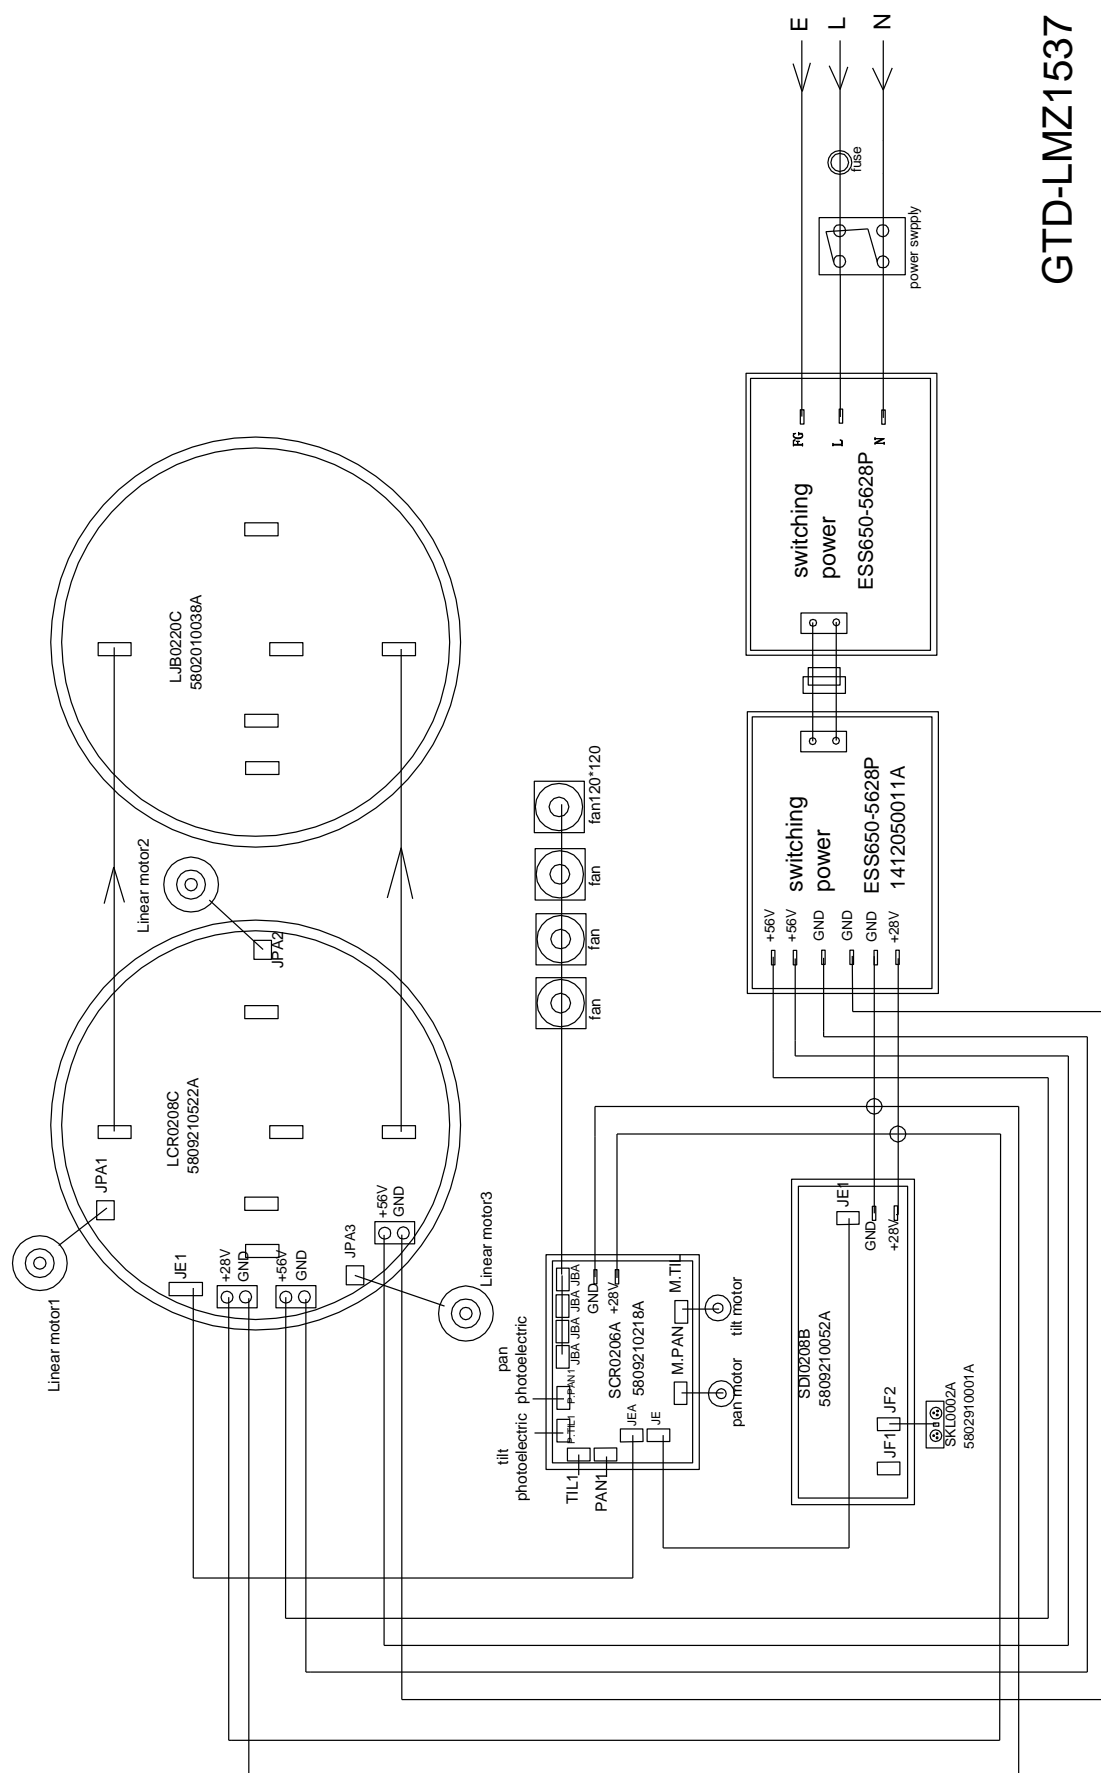 E
L
N
GTD-LMZ1537
fuse
power swpply
FG
L
N
switching
power
ESS650-5628P
LJB0220C
5802010038A
Linear motor2
JPA2
fan120*120
fan
fan
fan
+56V
+56V
GND
GND
GND
+28V
switching
power
ESS650-5628P
1412050011A
LCR0208C
5809210522A
JPA1
Linear motor1
JE1
+28V
GND
+56V
GND
JPA3
+56V
GND
Linear motor3
JBA
JBA
JBA
JBA
GND
+28V
M.TIL
tilt motor
SCR0206A
5809210218A
M.PAN
pan motor
pan
photoelectric
P.PAN1
tilt
photoelectric
P.TIL1
TIL1
PAN1
JEA
JE
JE1
GND
+28V
SDI0208B
5809210052A
JF1
JF2
SKL0002A
5802910001A